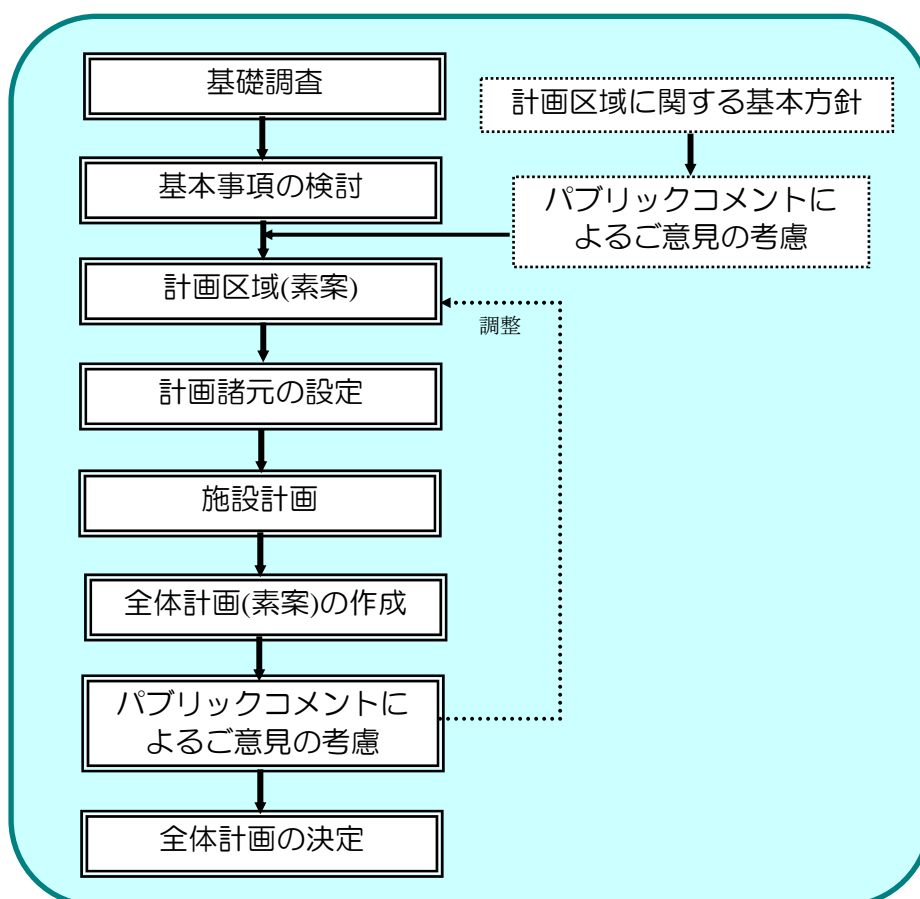 基礎調査
計画区域に関する基本方針
基本事項の検討
パブリックコメントに
よるご意見の考慮
計画区域(素案)
調整
計画諸元の設定
施設計画
全体計画(素案)の作成
パブリックコメントに
よるご意見の考慮
全体計画の決定